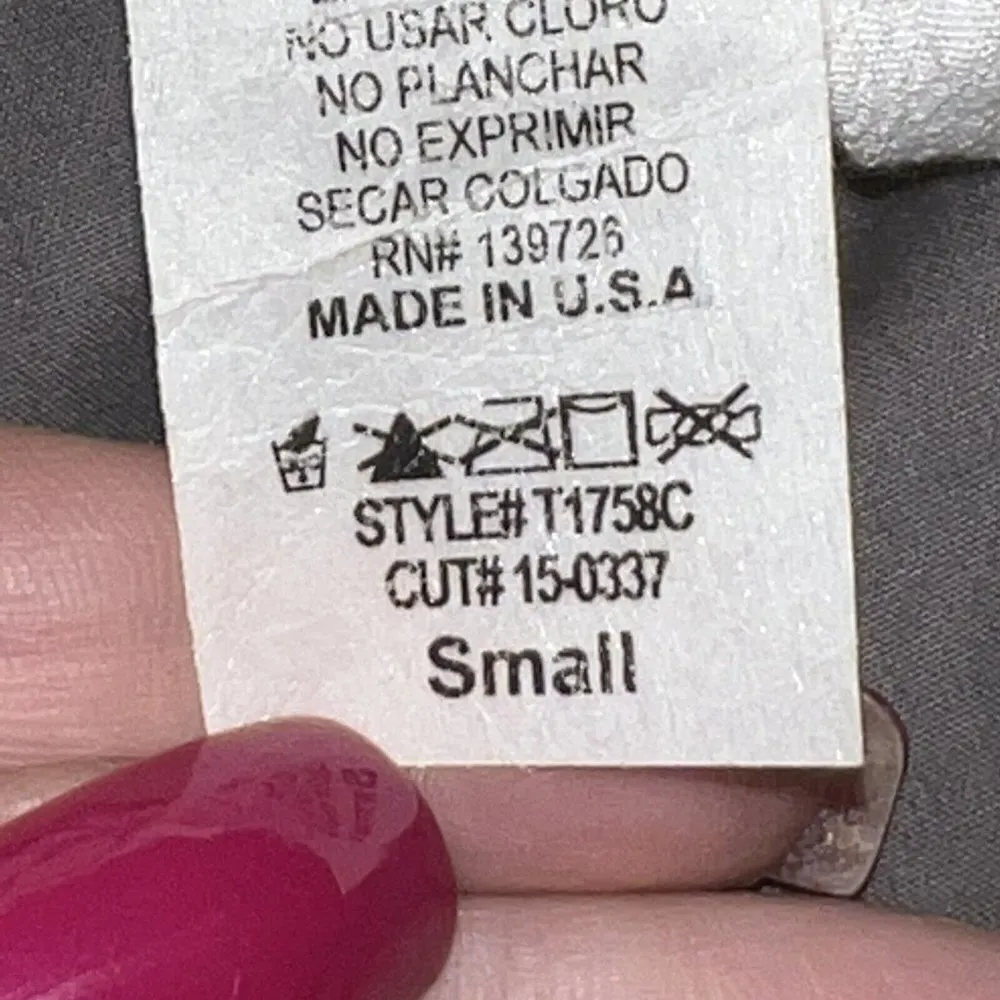 NO USAR CLORO
NO PLANCHAR
NO EXPRIMIR
SECAR COLGADO
RN# 139726
MADE IN U.S.A
STYLE# T1758C
CUT# 15-0337
Small